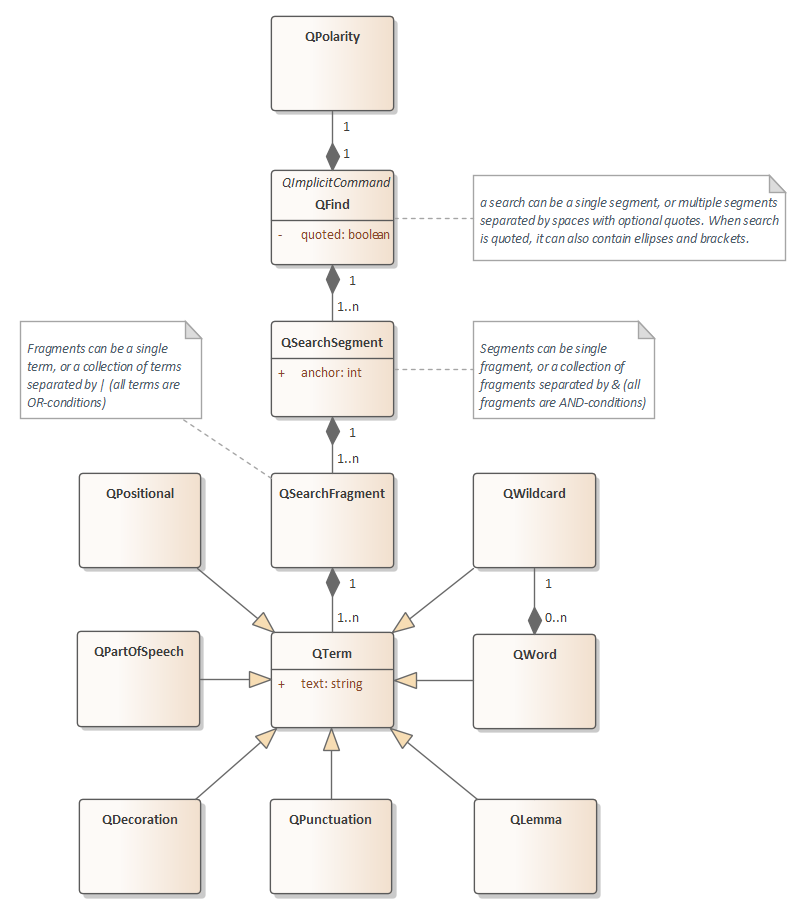 QPolarity
1
1
QImplicitCommand
QFind
- quoted: boolean
a search can be a single segment, or multiple segments
separated by spaces with optional quotes. When search
is quoted, it can also contain ellipses and brackets.
1
1..n
QSearchSegment
+ anchor: int
Fragments can be a single
term, or a collection of terms
separated by | (all terms are
OR-conditions)
Segments can be single
fragment, or a collection of
fragments separated by & (all
fragments are AND-conditions)
1
1..n
QPositional
QSearchFragment
QWildcard
1
1..n
1
0..n
QPartOfSpeech
QTerm
+ text: string
QWord
QDecoration
QPunctuation
QLemma